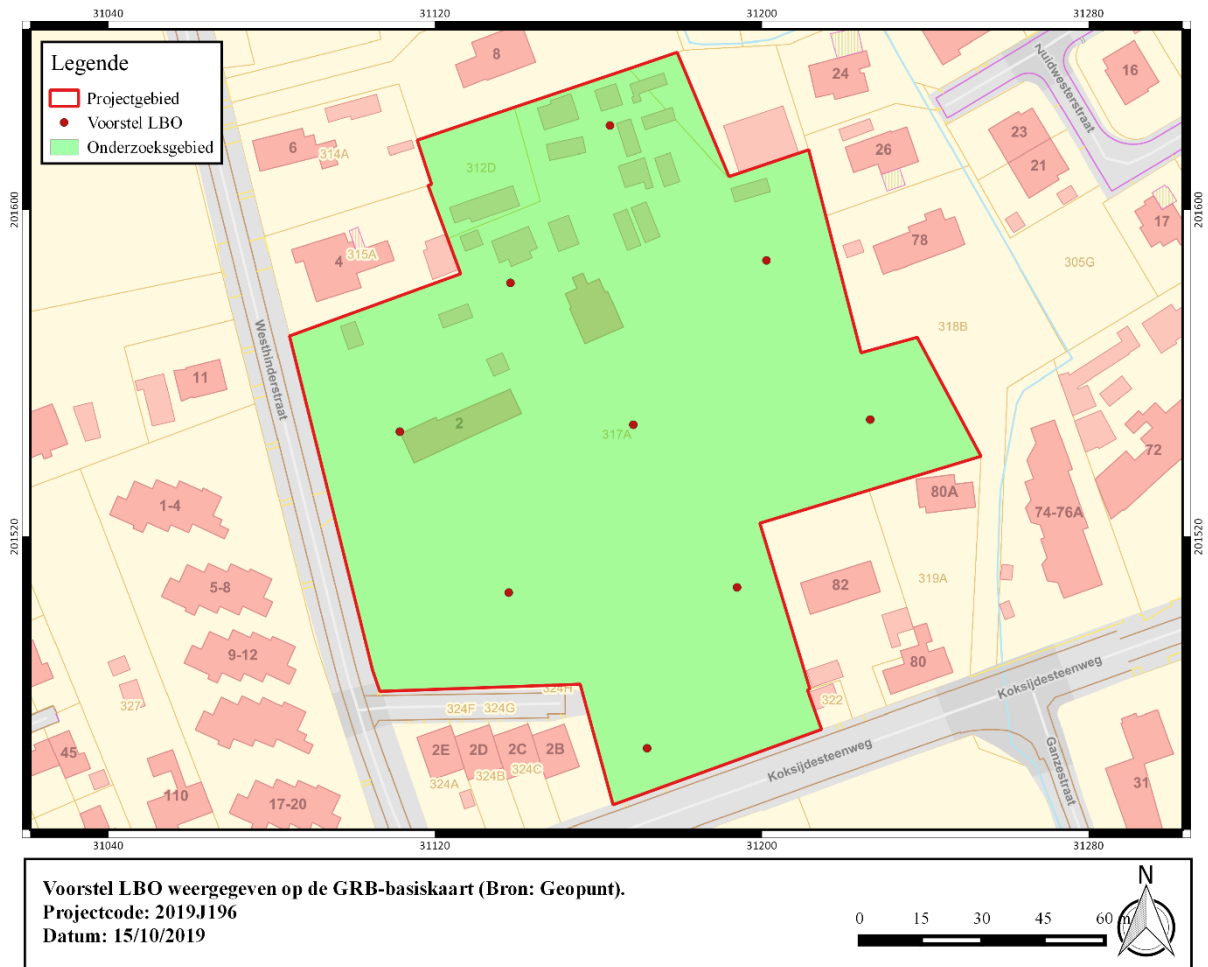 31040
31120
31200
31280
Legende
Projectgebied
Voorstel LBO
Onderzoeksgebied
8
24
Nuidwesterstraat
16
6
314A
312D
26
23
21
201600
201600
17
4
315A
78
305G
318B
Westhinderstraat
11
2
317A
72
80A
74-76A
1-4
201520
201520
5-8
82
319A
9-12
80
Koksijdesteenweg
327
324H
322
324F
324G
45
2E
2D
2C
2B
324A
324B
324C
Koksijdesteenweg
Ganzestraat
31
110
17-20
31040
31120
31200
31280
Voorstel LBO weergegeven op de GRB-basiskaart (Bron: Geopunt).
Projectcode: 2019J196
Datum: 15/10/2019
0 15 30 45 60 m
N